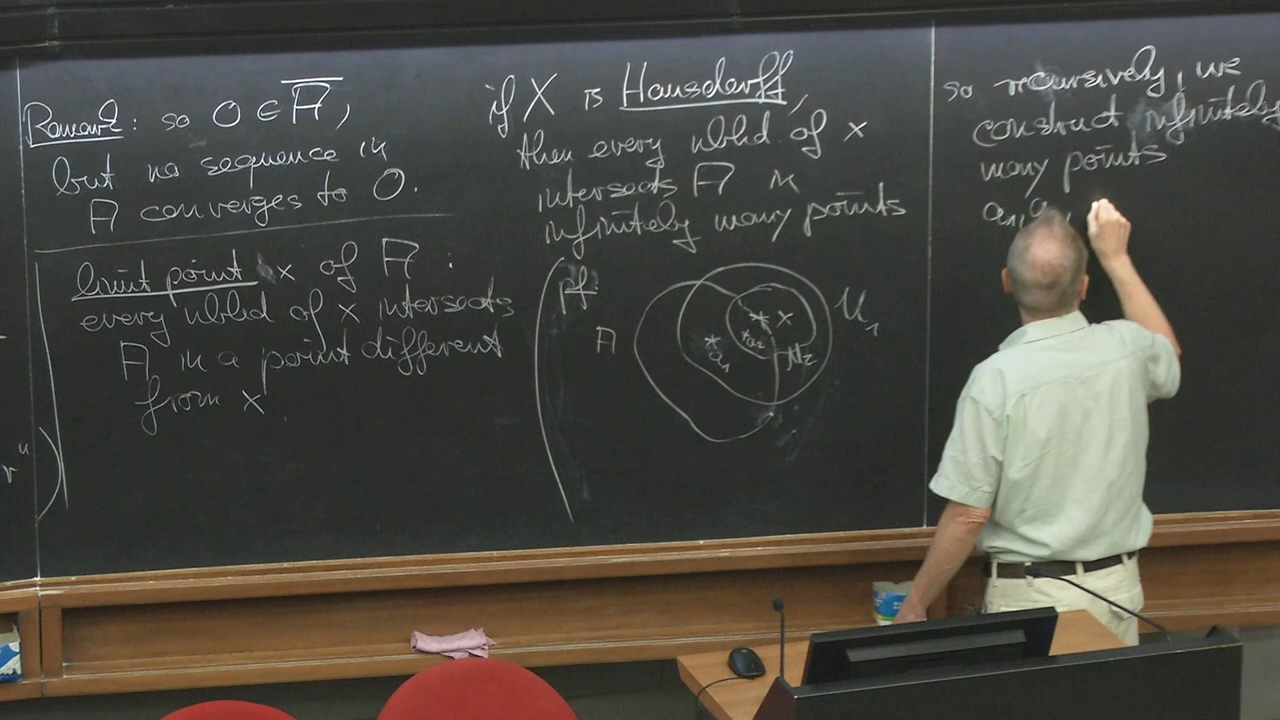 Remark: so 0 ∈ A̅,
but no sequence in
A converges to 0.
limit point x of A :
every nbhd of x intersects
A in a point different
from x
if X is Hausdorff,
then every nbhd. of x
intersects A in
infinitely many points
pf
A
a₁
a₂
x
U₁
U₂
so recursively, we
construct infinitely
many points
a₁, a